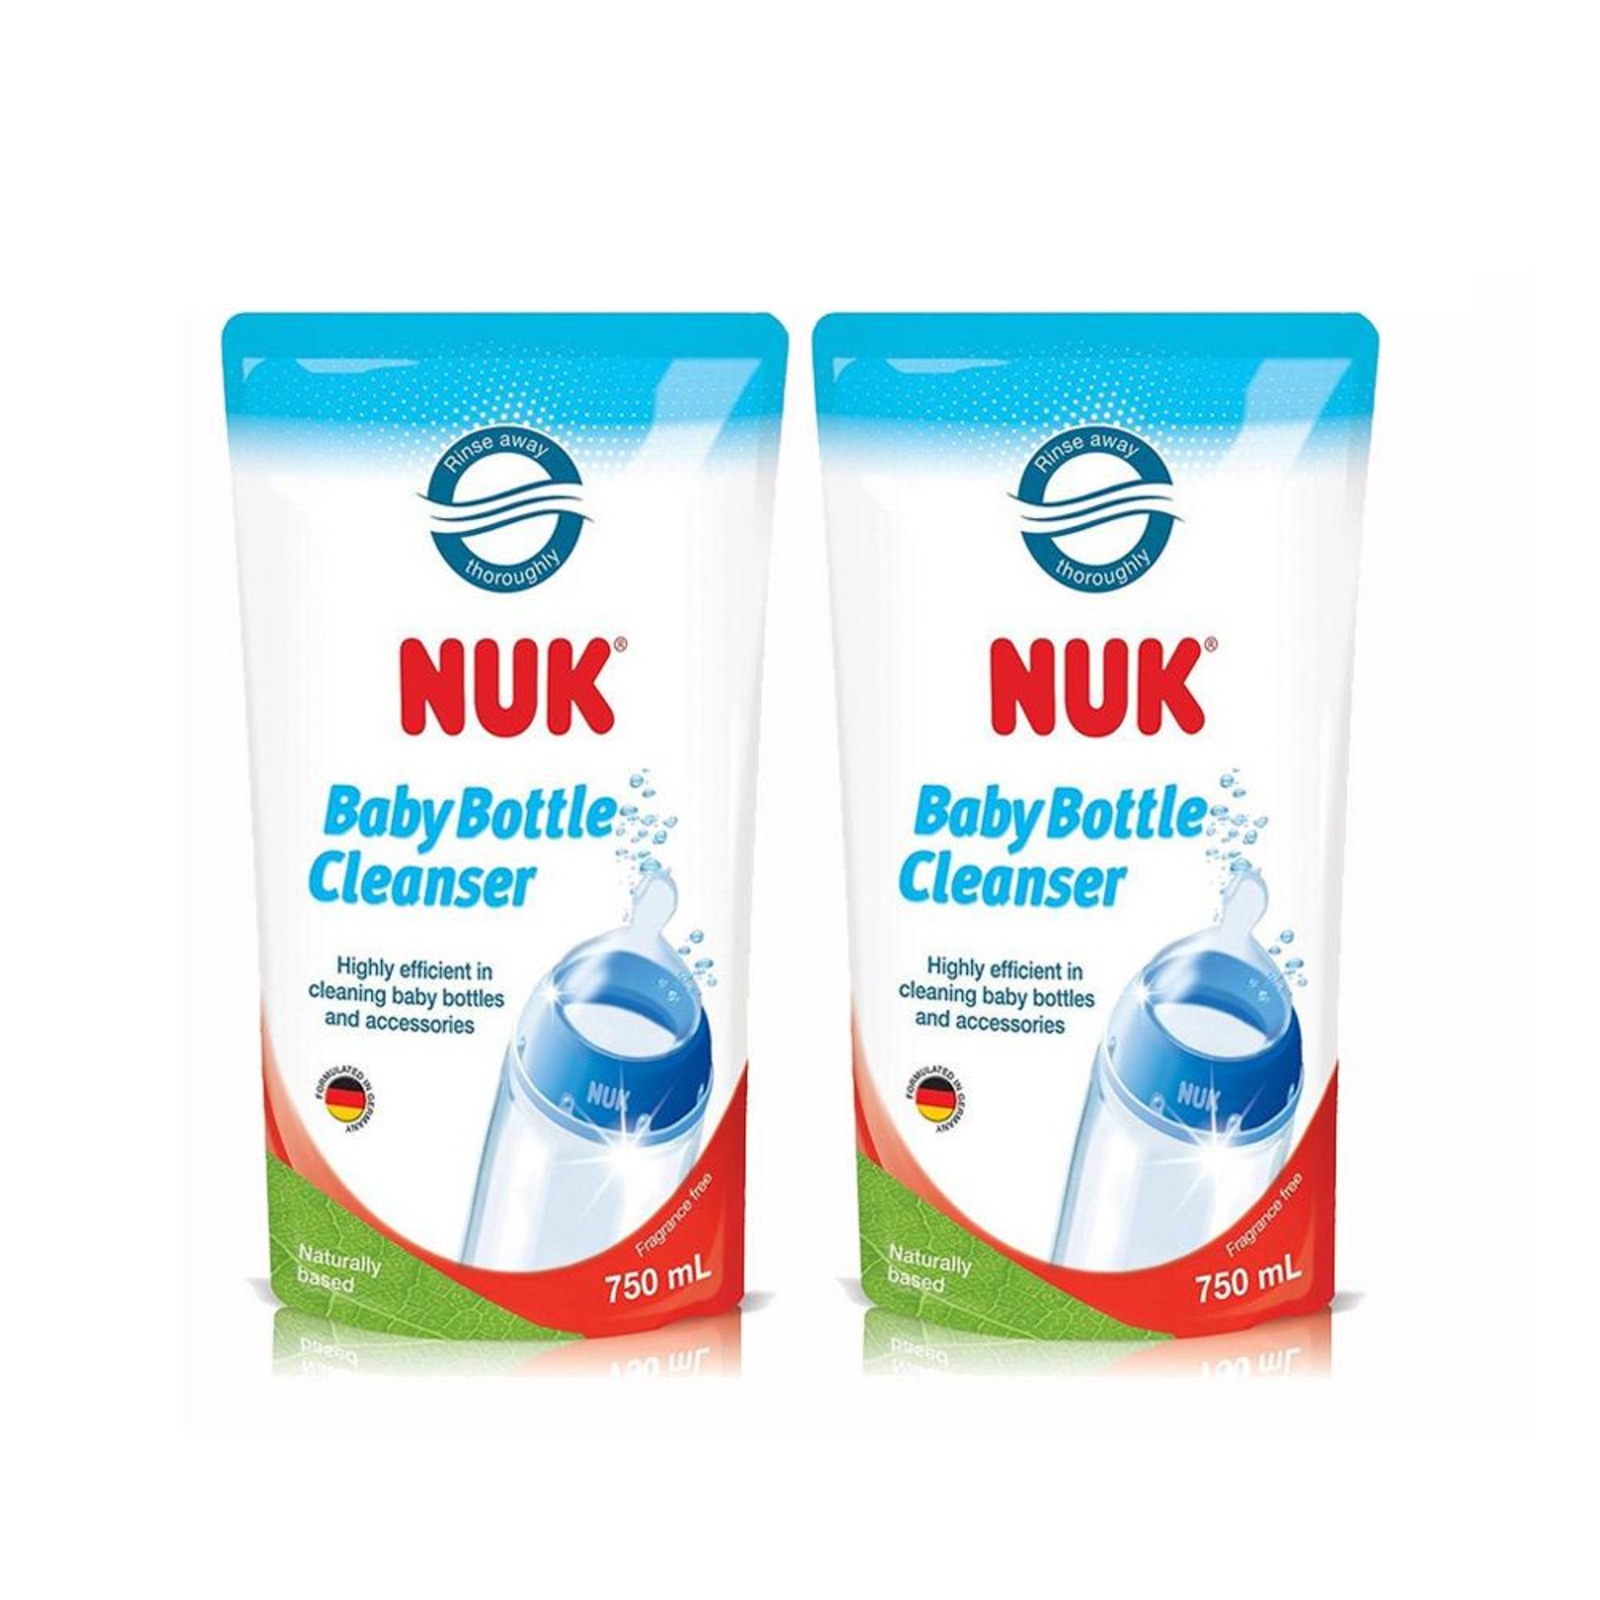 Rinse away
thoroughly
NUK®
Baby Bottle
Cleanser
Highly efficient in
cleaning baby bottles
and accessories
FORMULATED IN GERMANY
NUK
Naturally
based
Fragrance free
750 mL
Rinse away
thoroughly
NUK®
Baby Bottle
Cleanser
Highly efficient in
cleaning baby bottles
and accessories
FORMULATED IN GERMANY
NUK
Naturally
based
Fragrance free
750 mL